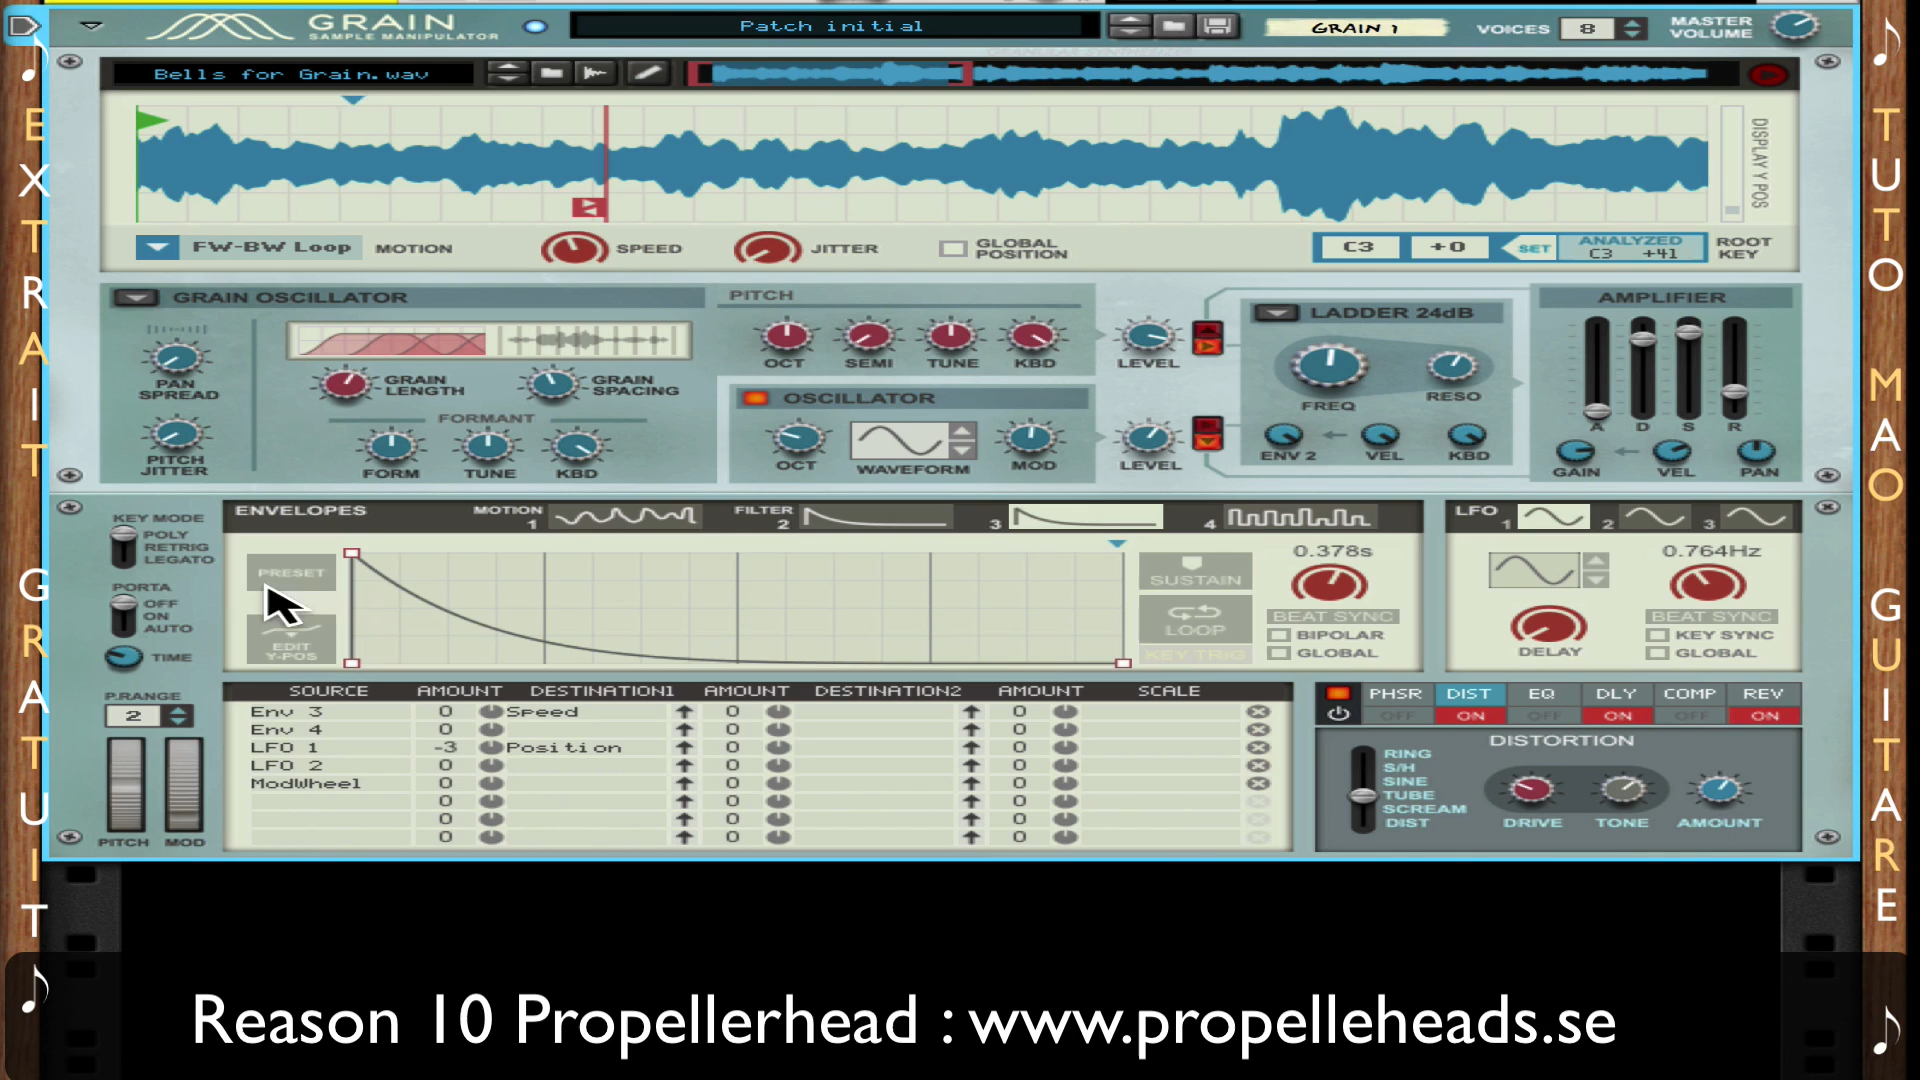 GRAIN
SAMPLE MANIPULATOR
Patch initial
GRAIN 1
VOICES 8
MASTER VOLUME
Bells for Grain.wav
DISPLAY Y POS
FW-BW Loop MOTION
SPEED
JITTER
GLOBAL POSITION
C3 +0 SET
ANALYZED
C3 +41
ROOT KEY
GRAIN OSCILLATOR
PAN SPREAD
PITCH JITTER
GRAIN LENGTH
GRAIN SPACING
FORMANT
FORM TUNE KBD
PITCH
OCT SEMI TUNE KBD
LEVEL
OSCILLATOR
OCT WAVEFORM MOD
LEVEL
LADDER 24dB
FREQ RESO
ENV 2 VEL KBD
AMPLIFIER
A D S R
GAIN VEL PAN
KEY MODE
POLY
RETRIG
LEGATO
PORTA
OFF
ON
AUTO
TIME
P.RANGE
2
PITCH MOD
ENVELOPES MOTION 1 FILTER 2 3 4
PRESET
EDIT Y-POS
SUSTAIN
LOOP
KEY TRIG
0.378s
BEAT SYNC
BIPOLAR
GLOBAL
LFO 1 2 3
0.764Hz
DELAY
BEAT SYNC
KEY SYNC
GLOBAL
SOURCE AMOUNT DESTINATION1 AMOUNT DESTINATION2 AMOUNT SCALE
Env 3 0 Speed 0 0
Env 4 0 0 0
LFO 1 -3 Position 0 0
LFO 2 0 0 0
ModWheel 0 0 0
0 0 0
0 0 0
0 0 0
PHSR DIST EQ DLY COMP REV
OFF ON OFF ON OFF ON
DISTORTION
RING
S/H
SINE
TUBE
SCREAM
DIST
DRIVE TONE AMOUNT
EXTRAIT GRATUIT
TUTO MAO GUITARE
Reason 10 Propellerhead : www.propelleheads.se